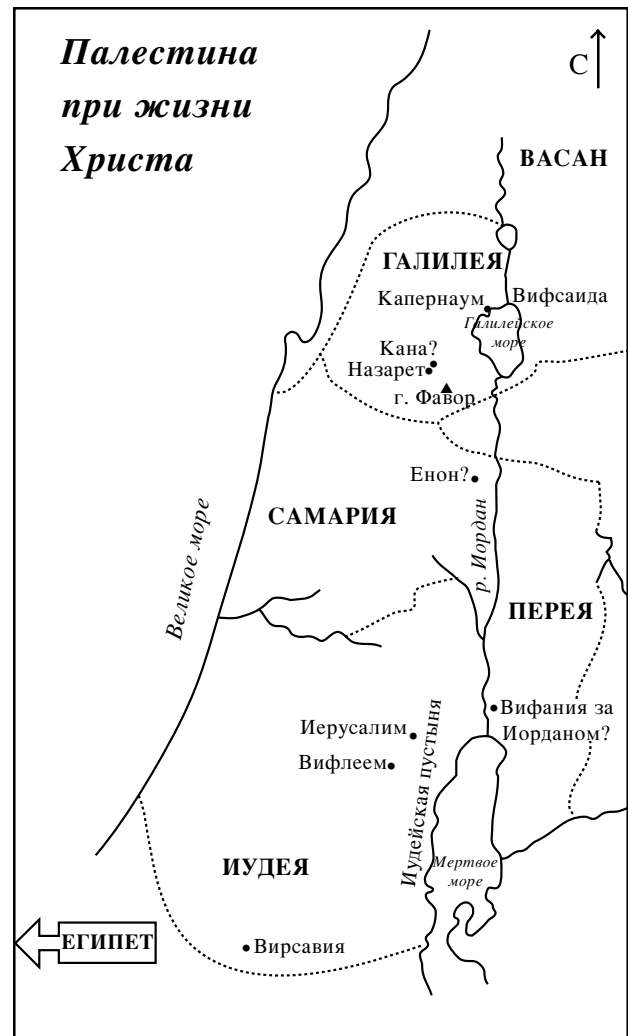 Палестина
при жизни
Христа
С
ВАСАН
ГАЛИЛЕЯ
Капернаум
Вифсаида
Галилейское
море
Кана?
Назарет
г. Фавор
Енон?
САМАРИЯ
р. Иордан
Великое море
ПЕРЕЯ
Вифания за
Иорданом?
Иерусалим
Вифлеем
Иудейская пустыня
Мертвое
море
ИУДЕЯ
ЕГИПЕТ
Вирсавия